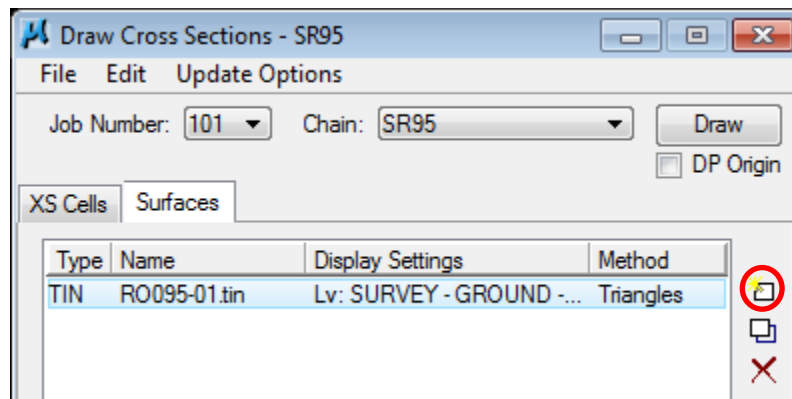 Draw Cross Sections - SR95
File Edit Update Options
Job Number: 101 Chain: SR95 Draw
DP Origin
XS Cells Surfaces
Type Name Display Settings Method
TIN RO095-01.tin Lv: SURVEY - GROUND -... Triangles